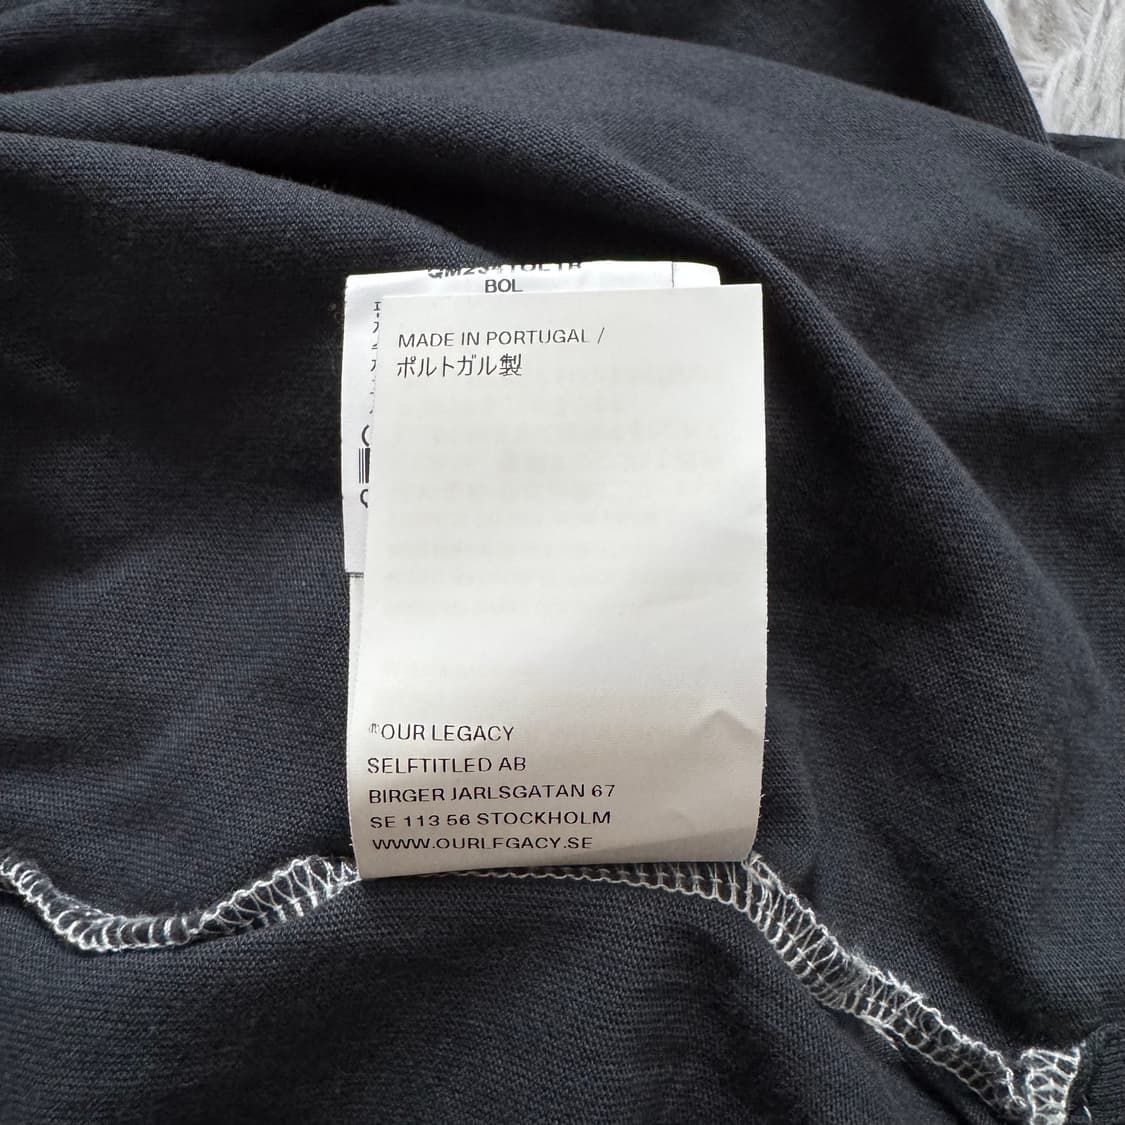 BOL
MADE IN PORTUGAL /
ポルトガル製
®OUR LEGACY
SELFTITLED AB
BIRGER JARLSGATAN 67
SE 113 56 STOCKHOLM
WWW.OURLEGACY.SE